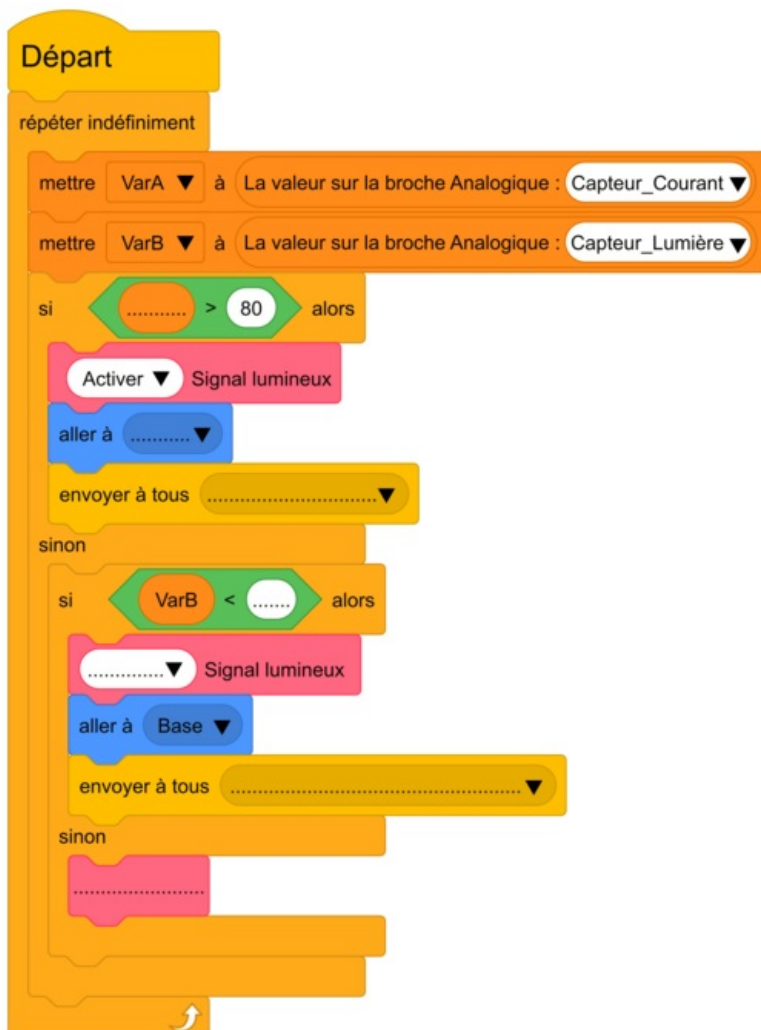 Départ
répéter indéfiniment
mettre VarA ▼ à La valeur sur la broche Analogique : Capteur_Courant ▼
mettre VarB ▼ à La valeur sur la broche Analogique : Capteur_Lumière ▼
si ........... > 80 alors
Activer ▼ Signal lumineux
aller à ........... ▼
envoyer à tous ............................... ▼
sinon
si VarB < ....... alors
.............. ▼ Signal lumineux
aller à Base ▼
envoyer à tous ..................................................... ▼
sinon
........................